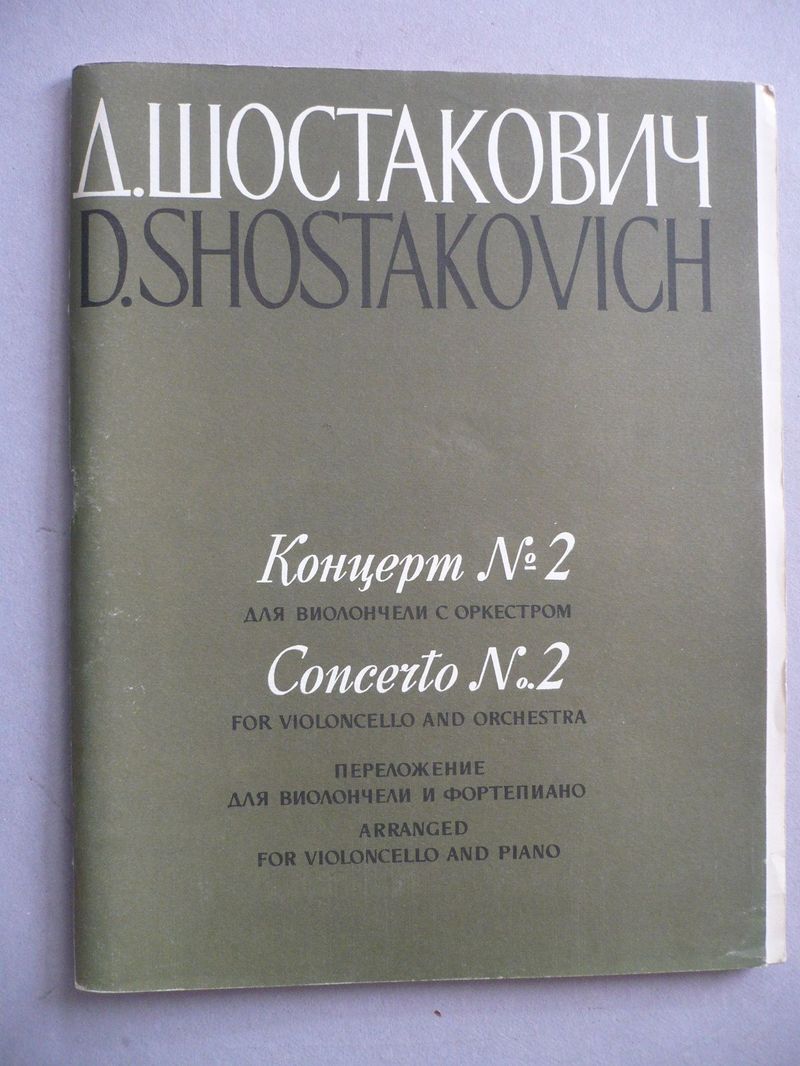 Д.ШОСТАКОВИЧ
D.SHOSTAKOVICH
Концерт №2
ДЛЯ ВИОЛОНЧЕЛИ С ОРКЕСТРОМ
Concerto No.2
FOR VIOLONCELLO AND ORCHESTRA
ПЕРЕЛОЖЕНИЕ
ДЛЯ ВИОЛОНЧЕЛИ И ФОРТЕПИАНО
ARRANGED
FOR VIOLONCELLO AND PIANO